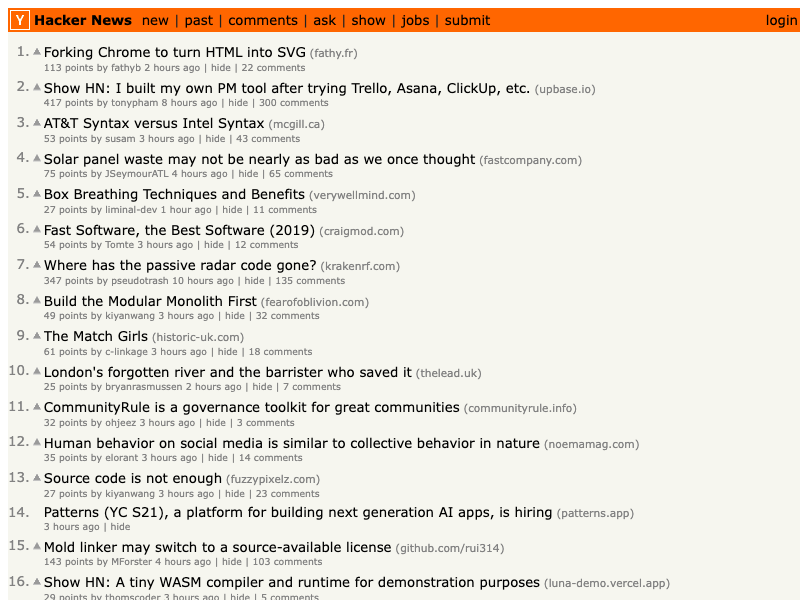 Y Hacker News new | past | comments | ask | show | jobs | submit login
1. Forking Chrome to turn HTML into SVG (fathy.fr)
113 points by fathyb 2 hours ago | hide | 22 comments
2. Show HN: I built my own PM tool after trying Trello, Asana, ClickUp, etc. (upbase.io)
417 points by tonypham 8 hours ago | hide | 300 comments
3. AT&T Syntax versus Intel Syntax (mcgill.ca)
53 points by susam 3 hours ago | hide | 43 comments
4. Solar panel waste may not be nearly as bad as we once thought (fastcompany.com)
75 points by JSeymourATL 4 hours ago | hide | 65 comments
5. Box Breathing Techniques and Benefits (verywellmind.com)
27 points by liminal-dev 1 hour ago | hide | 11 comments
6. Fast Software, the Best Software (2019) (craigmod.com)
54 points by Tomte 3 hours ago | hide | 12 comments
7. Where has the passive radar code gone? (krakenrf.com)
347 points by pseudotrash 10 hours ago | hide | 135 comments
8. Build the Modular Monolith First (fearofoblivion.com)
49 points by kiyanwang 3 hours ago | hide | 32 comments
9. The Match Girls (historic-uk.com)
61 points by c-linkage 3 hours ago | hide | 18 comments
10. London's forgotten river and the barrister who saved it (thelead.uk)
25 points by bryanrasmussen 2 hours ago | hide | 7 comments
11. CommunityRule is a governance toolkit for great communities (communityrule.info)
32 points by ohjeez 3 hours ago | hide | 3 comments
12. Human behavior on social media is similar to collective behavior in nature (noemamag.com)
35 points by elorant 3 hours ago | hide | 14 comments
13. Source code is not enough (fuzzypixelz.com)
27 points by kiyanwang 3 hours ago | hide | 23 comments
14. Patterns (YC S21), a platform for building next generation AI apps, is hiring (patterns.app)
3 hours ago | hide
15. Mold linker may switch to a source-available license (github.com/rui314)
143 points by MForster 4 hours ago | hide | 103 comments
16. Show HN: A tiny WASM compiler and runtime for demonstration purposes (luna-demo.vercel.app)
29 points by thomscoder 3 hours ago | hide | 5 comments